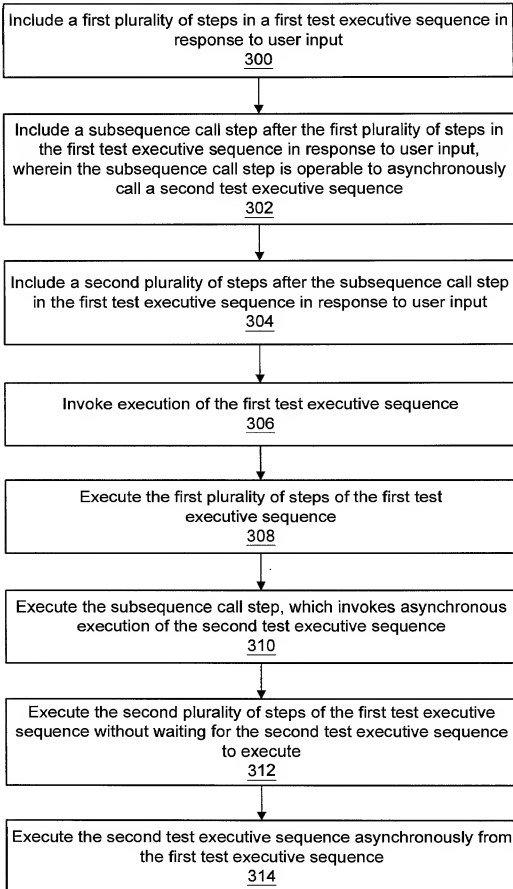 Include a first plurality of steps in a first test executive sequence in
response to user input
300
Include a subsequence call step after the first plurality of steps in
the first test executive sequence in response to user input,
wherein the subsequence call step is operable to asynchronously
call a second test executive sequence
302
Include a second plurality of steps after the subsequence call step
in the first test executive sequence in response to user input
304
Invoke execution of the first test executive sequence
306
Execute the first plurality of steps of the first test
executive sequence
308
Execute the subsequence call step, which invokes asynchronous
execution of the second test executive sequence
310
Execute the second plurality of steps of the first test executive
sequence without waiting for the second test executive sequence
to execute
312
Execute the second test executive sequence asynchronously from
the first test executive sequence
314